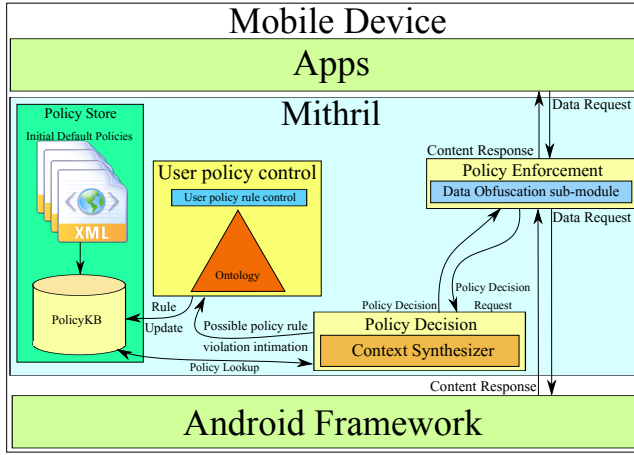 Mobile Device
Apps
Mithril
Data Request
Content Response
Policy Store
Initial Default Policies
XML
PolicyKB
User policy control
User policy rule control
Ontology
Policy Enforcement
Data Obfuscation sub-module
Data Request
Policy Decision
Policy Decision
Request
Rule
Update
Possible policy rule
violation intimation
Policy Lookup
Policy Decision
Context Synthesizer
Content Response
Android Framework